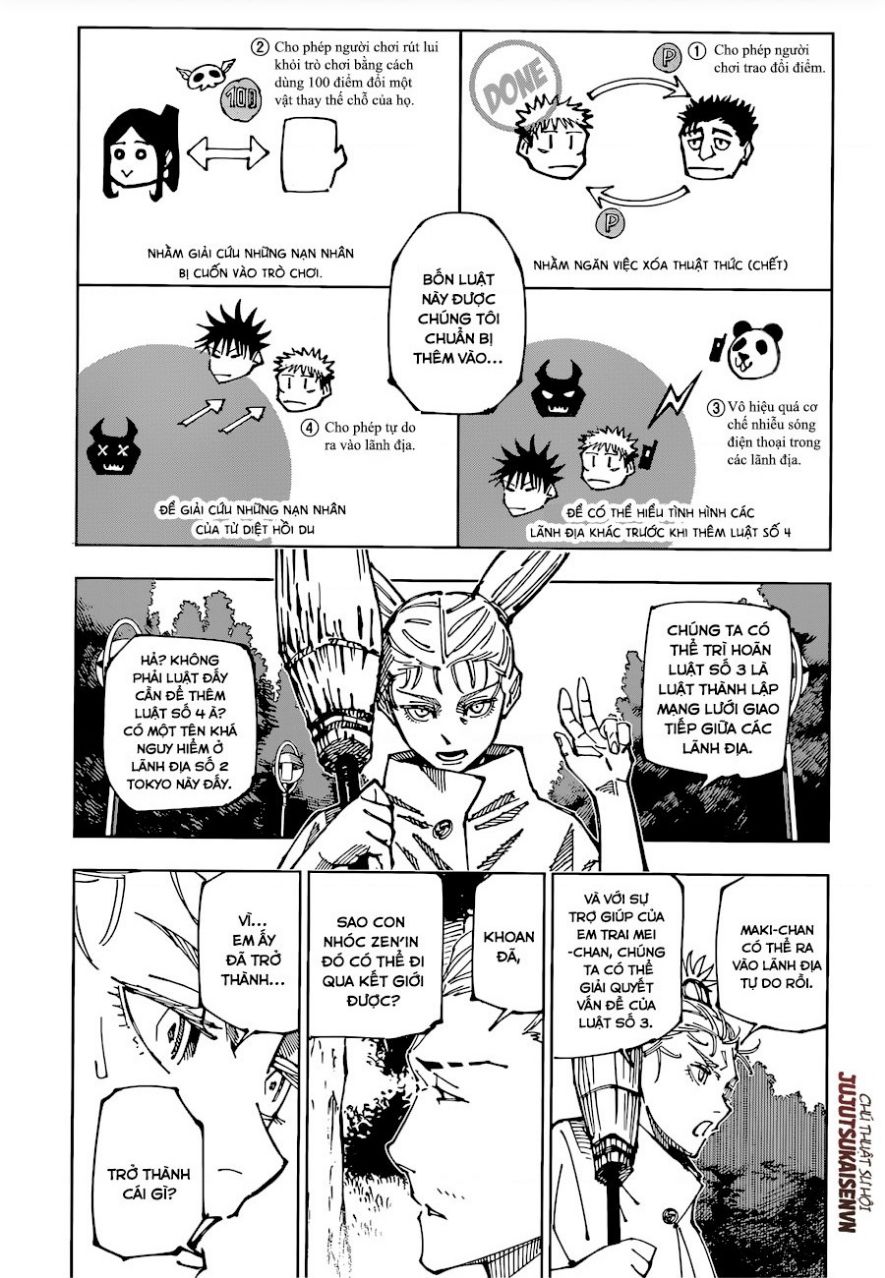 ① Cho phép người
chơi trao đổi điểm.
P
DONE
P
NHẰM NGĂN VIỆC XÓA THUẬT THỨC (CHẾT)
② Cho phép người chơi rút lui
khỏi trò chơi bằng cách
dùng 100 điểm đổi một
vật thay thế chỗ của họ.
100
NHẰM GIẢI CỨU NHỮNG NẠN NHÂN
BỊ CUỐN VÀO TRÒ CHƠI.
BỐN LUẬT
NÀY ĐƯỢC
CHÚNG TÔI
CHUẨN BỊ
THÊM VÀO...
③ Vô hiệu quá cơ
chế nhiễu sóng
điện thoại trong
các lãnh địa.
ĐỂ CÓ THỂ HIỂU TÌNH HÌNH CÁC
LÃNH ĐỊA KHÁC TRƯỚC KHI THÊM LUẬT SỐ 4
④ Cho phép tự do
ra vào lãnh địa.
ĐỂ GIẢI CỨU NHỮNG NẠN NHÂN
CỦA TỬ DIỆT HỒI DU
CHÚNG TA CÓ
THỂ TRÌ HOÃN
LUẬT SỐ 3 LÀ
LUẬT THÀNH LẬP
MẠNG LƯỚI GIAO
TIẾP GIỮA CÁC
LÃNH ĐỊA.
HẢ? KHÔNG
PHẢI LUẬT ĐẤY
CẦN ĐỂ THÊM
LUẬT SỐ 4 À?
CÓ MỘT TÊN KHÁ
NGUY HIỂM Ở
LÃNH ĐỊA SỐ 2
TOKYO NÀY ĐẤY.
MAKI-CHAN
CÓ THỂ RA
VÀO LÃNH ĐỊA
TỰ DO RỒI.
VÀ VỚI SỰ
TRỢ GIÚP CỦA
EM TRAI MEI
-CHAN, CHÚNG
TA CÓ THỂ
GIẢI QUYẾT
VẤN ĐỀ CỦA
LUẬT SỐ 3.
KHOAN
ĐÃ,
SAO CON
NHÓC ZEN'IN
ĐÓ CÓ THỂ ĐI
QUA KẾT GIỚI
ĐƯỢC?
VÌ...
EM ẤY
ĐÃ TRỞ
THÀNH...
TRỞ THÀNH
CÁI GÌ?
CHÚ THUẬT SƯ HỘI
JUJUTSUKAISENVN